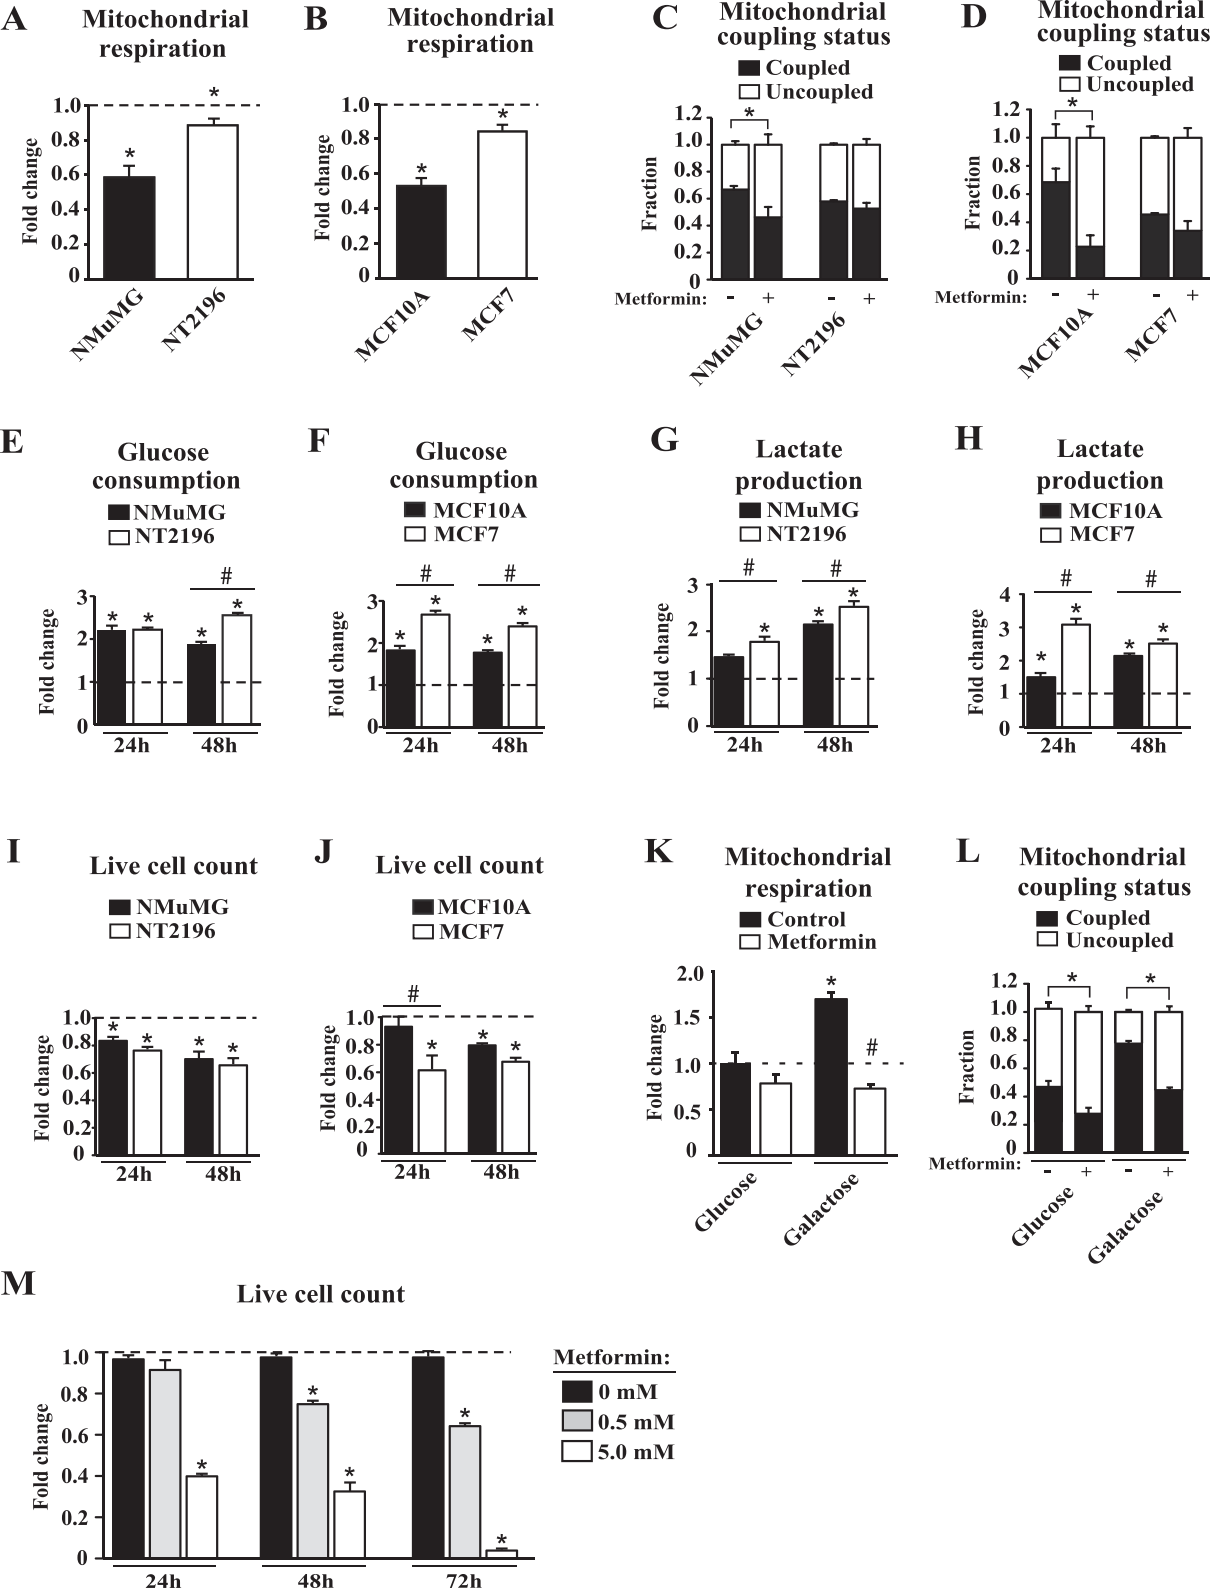 A
Mitochondrial
respiration
Fold change
1.0
0.8
0.6
0.4
0.2
0
*
*
NMuMG
NT2196
B
Mitochondrial
respiration
Fold change
1.0
0.8
0.6
0.4
0.2
0
*
*
MCF10A
MCF7
C
Mitochondrial
coupling status
Coupled
Uncoupled
Fraction
1.2
1.0
0.8
0.6
0.4
0.2
0
*
Metformin: - + - +
NMuMG
NT2196
D
Mitochondrial
coupling status
Coupled
Uncoupled
Fraction
1.2
1.0
0.8
0.6
0.4
0.2
0
*
Metformin: - + - +
MCF10A
MCF7
E
Glucose
consumption
NMuMG
NT2196
Fold change
3
2
1
0
#
* * * *
24h 48h
F
Glucose
consumption
MCF10A
MCF7
Fold change
3
2
1
0
# #
* * * *
24h 48h
G
Lactate
production
NMuMG
NT2196
Fold change
3
2
1
0
# #
* * *
24h 48h
H
Lactate
production
MCF10A
MCF7
Fold change
4
3
2
1
0
# #
* * * *
24h 48h
I
Live cell count
NMuMG
NT2196
Fold change
1.0
0.8
0.6
0.4
0.2
0
* * * *
24h 48h
J
Live cell count
MCF10A
MCF7
Fold change
1.0
0.8
0.6
0.4
0.2
0
#
* * *
24h 48h
K
Mitochondrial
respiration
Control
Metformin
Fold change
2.0
1.5
1.0
0.5
0
*
#
Glucose
Galactose
L
Mitochondrial
coupling status
Coupled
Uncoupled
Fraction
1.2
1.0
0.8
0.6
0.4
0.2
0
* *
Metformin: - + - +
Glucose
Galactose
M
Live cell count
Fold change
1.0
0.8
0.6
0.4
0.2
0
* * * * *
24h 48h 72h
Metformin:
0 mM
0.5 mM
5.0 mM